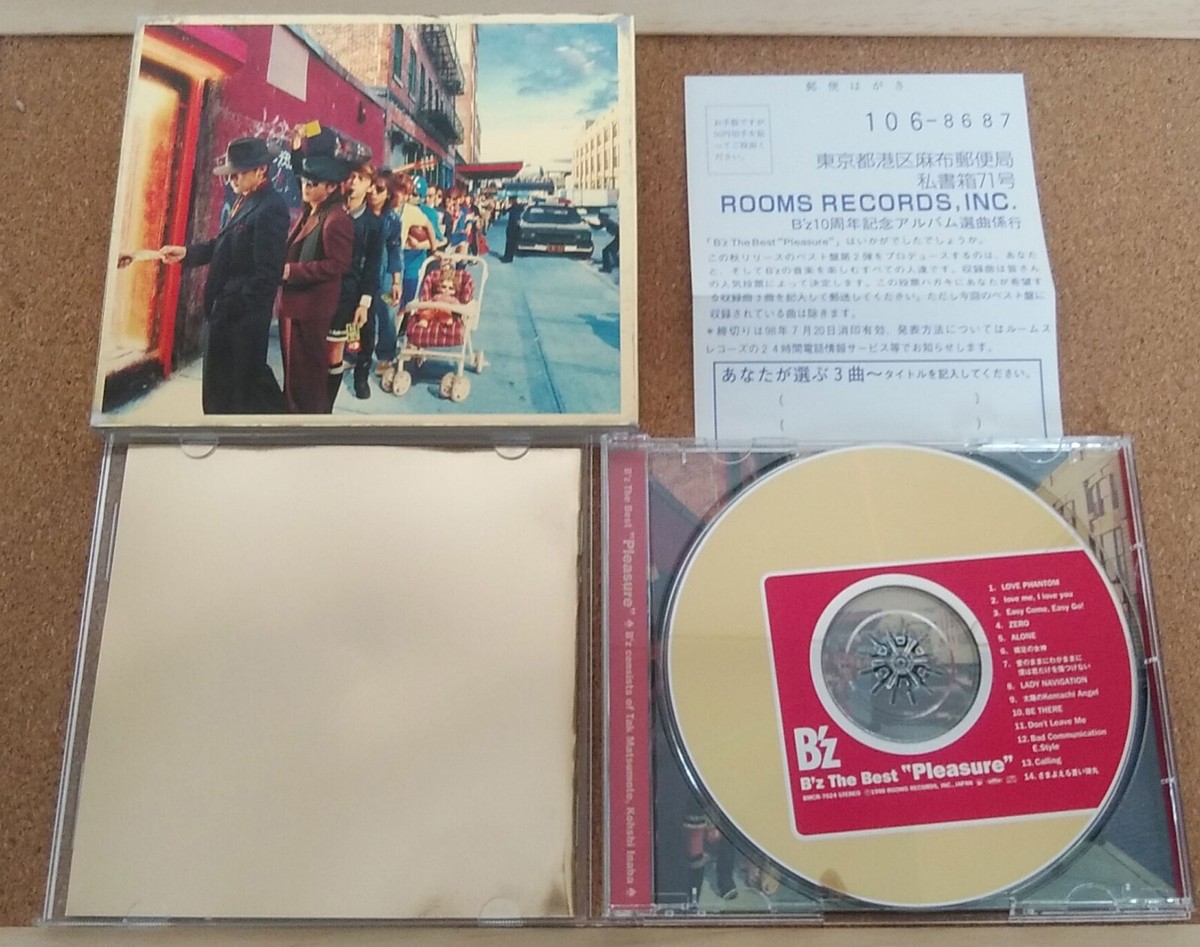 郵便はがき
お手数ですが
50円切手を貼
ってご投函く
ださい。
106-8687
東京都港区麻布郵便局
私書箱71号
ROOMS RECORDS, INC.
B'z10周年記念アルバム選曲係行
「B'z The Best "Pleasure"」はいかがでしたでしょうか。
この秋リリースのベスト盤第2弾をプロデュースするのは、あなた
と、そしてB'zの音楽を楽しむすべての人達です。収録曲は皆さん
の人気投票によって決定します。この投票ハガキにあなたが希望す
る収録曲3曲を記入して郵送してください。ただし今回のベスト盤に
収録されている曲は除きます。
*締切りは98年7月20日消印有効、発表方法についてはルームス
レコーズの24時間電話情報サービス等でお知らせします。
あなたが選ぶ3曲～タイトルを記入してください。
( )
( )
B'z The Best "Pleasure" B'z consists of Tak Matsumoto, Kohshi Inaba
1. LOVE PHANTOM
2. love me, I love you
3. Easy Come, Easy Go!
4. ZERO
5. ALONE
6. 裸足の女神
7. 愛のままにわがままに
僕は君だけを傷つけない
8. LADY NAVIGATION
9. 太陽のKomachi Angel
10. BE THERE
11. Don't Leave Me
12. Bad Communication
E.Style
13. Calling
14. さまよえる蒼い弾丸
B'z
B'z The Best "Pleasure"
BMCR-7024 STEREO ℗1998 ROOMS RECORDS, INC., JAPAN